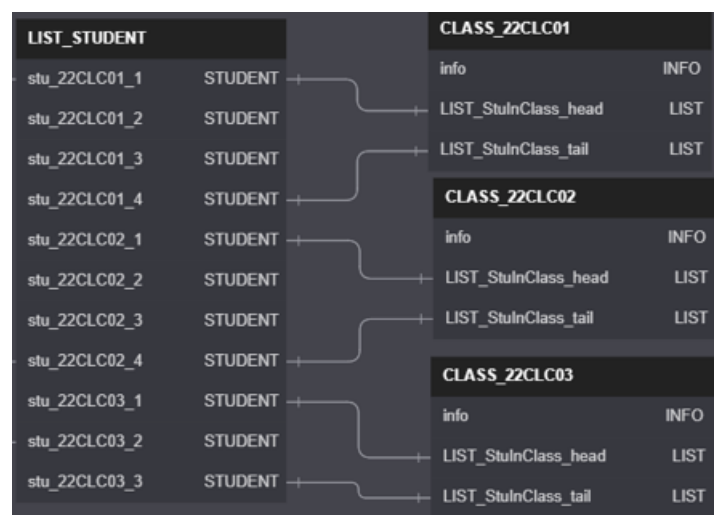 LIST_STUDENT
stu_22CLC01_1 STUDENT
stu_22CLC01_2 STUDENT
stu_22CLC01_3 STUDENT
stu_22CLC01_4 STUDENT
stu_22CLC02_1 STUDENT
stu_22CLC02_2 STUDENT
stu_22CLC02_3 STUDENT
stu_22CLC02_4 STUDENT
stu_22CLC03_1 STUDENT
stu_22CLC03_2 STUDENT
stu_22CLC03_3 STUDENT
CLASS_22CLC01
info INFO
LIST_StuInClass_head LIST
LIST_StuInClass_tail LIST
CLASS_22CLC02
info INFO
LIST_StuInClass_head LIST
LIST_StuInClass_tail LIST
CLASS_22CLC03
info INFO
LIST_StuInClass_head LIST
LIST_StuInClass_tail LIST